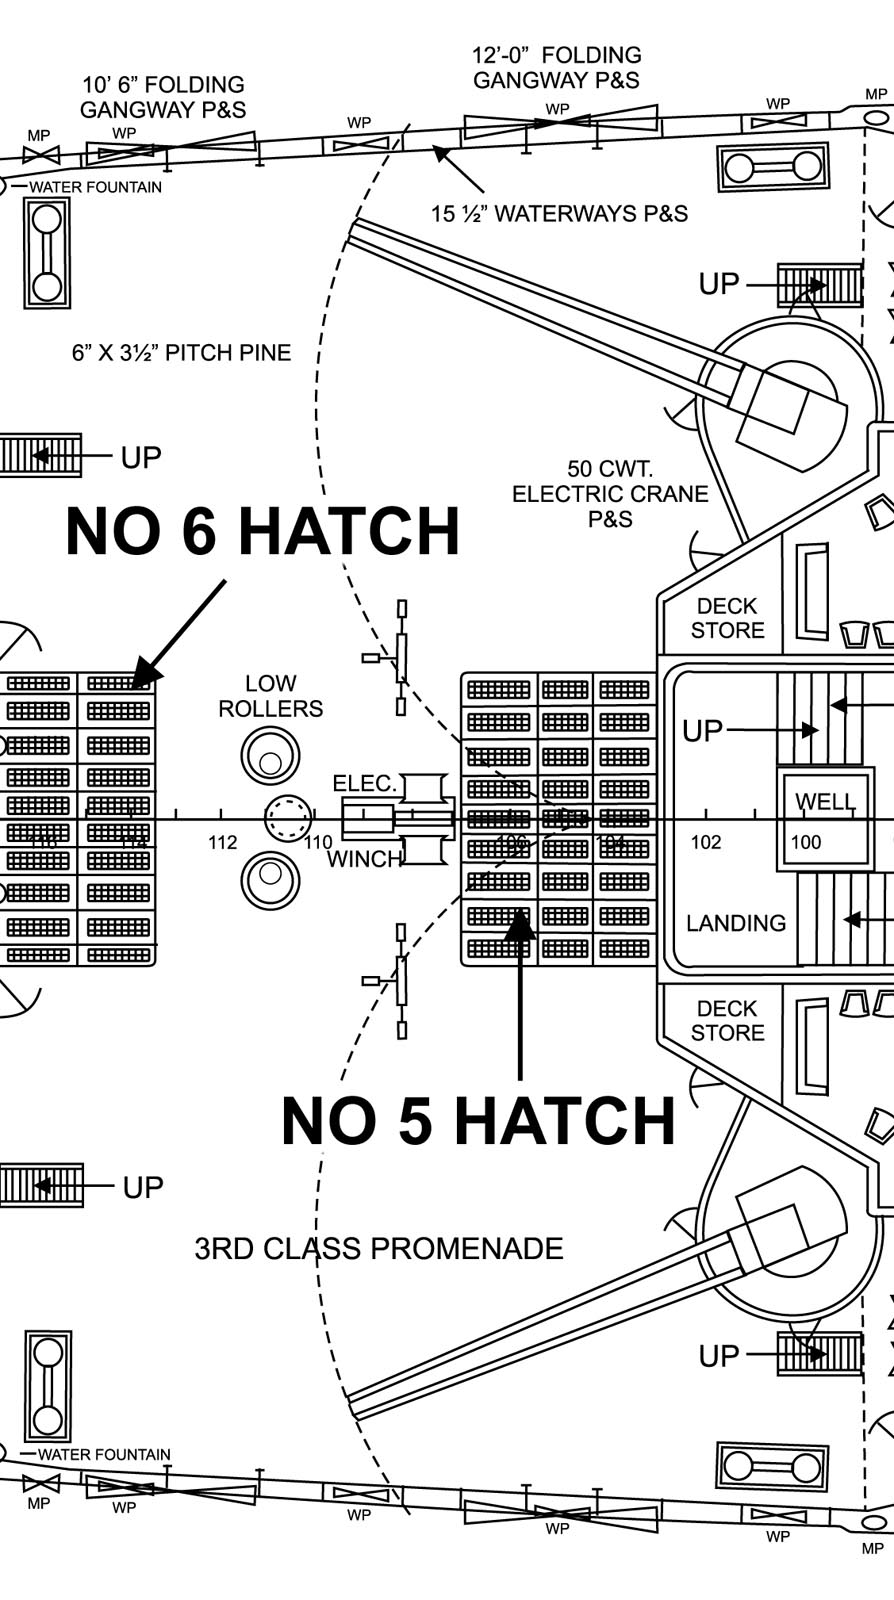 12’-0”  FOLDING
GANGWAY P&S
10’ 6” FOLDING
GANGWAY P&S
MP
WP
WP
WP
WP
MP
WATER FOUNTAIN
15 ½” WATERWAYS P&S
UP
6” X 3½” PITCH PINE
UP
50 CWT.
ELECTRIC CRANE
P&S
NO 6 HATCH
DECK
STORE
LOW
ROLLERS
UP
ELEC.
WELL
116
114
112
110
106
104
102
100
WINCH
LANDING
DECK
STORE
NO 5 HATCH
UP
3RD CLASS PROMENADE
UP
WATER FOUNTAIN
MP
WP
WP
WP
WP
MP